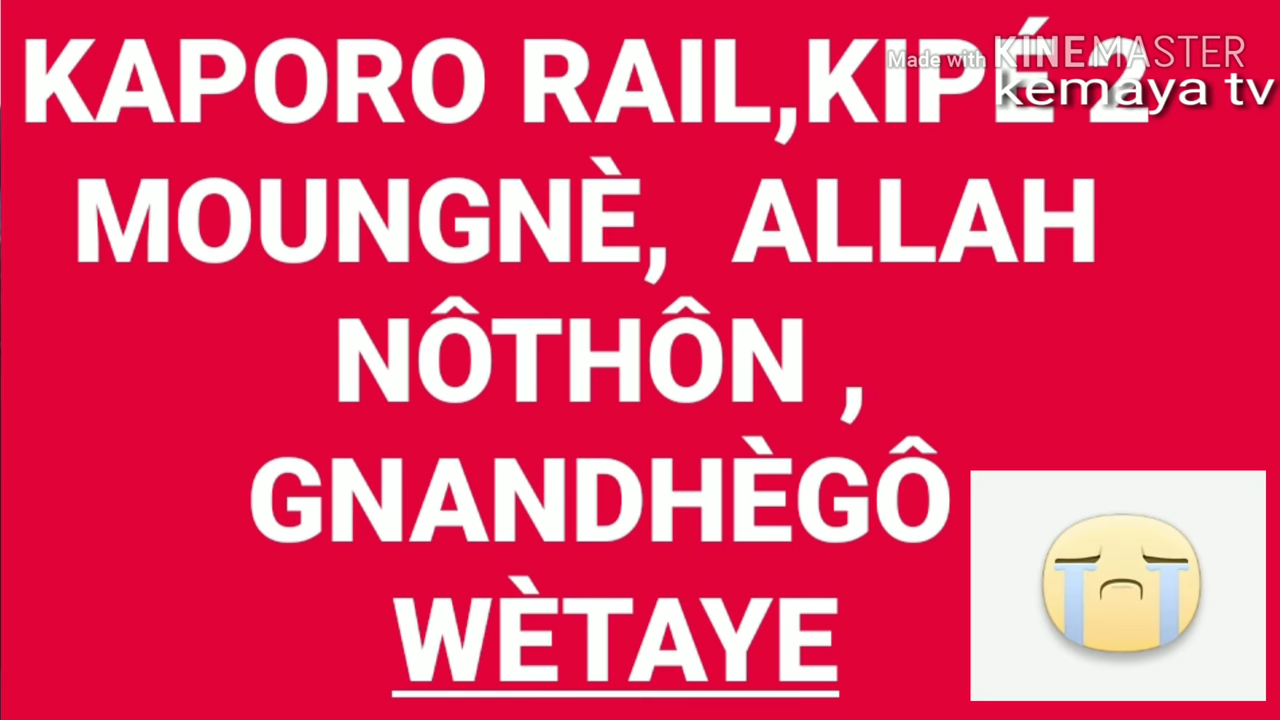 KAPORO RAIL,KIPÉ 2
Made with KINEMASTER
kemaya tv
MOUNGNÈ, ALLAH
NÔTHÔN ,
GNANDHÈGÔ
WÈTAYE